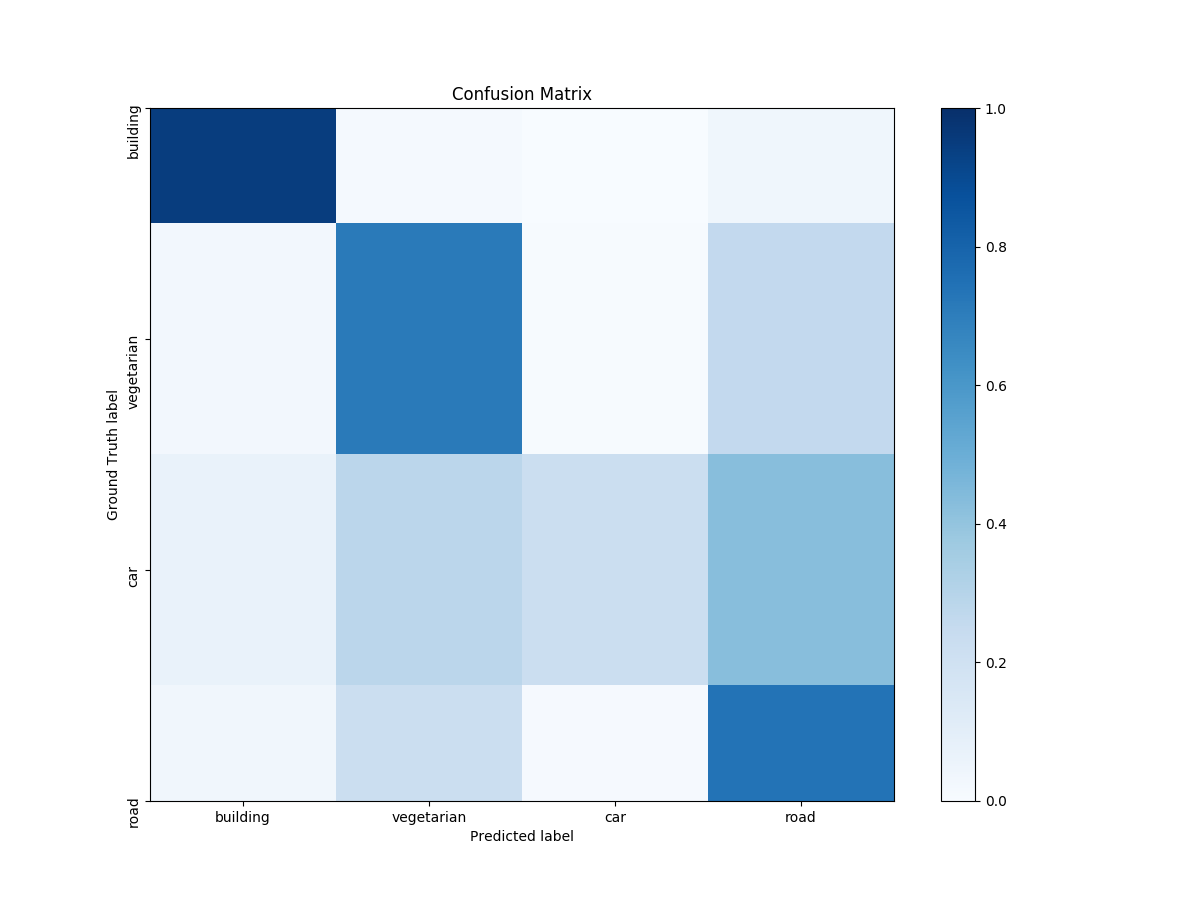 Confusion Matrix
Ground Truth label
building
vegetarian
car
road
building vegetarian car road
Predicted label
1.0
0.8
0.6
0.4
0.2
0.0